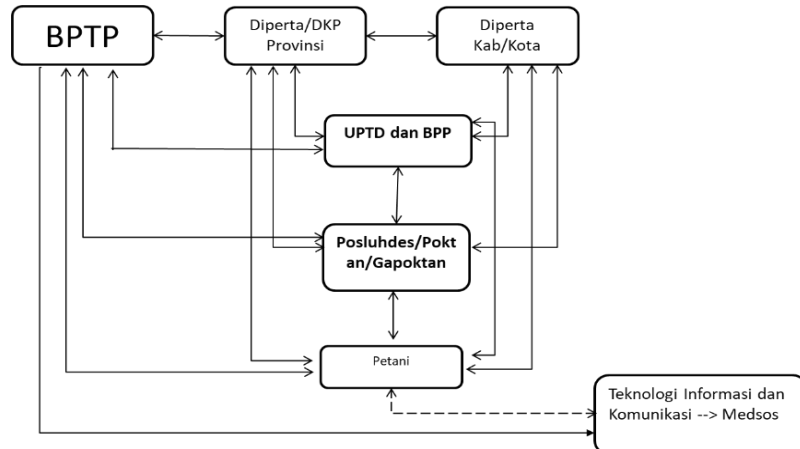 BPTP
Diperta/DKP
Provinsi
Diperta
Kab/Kota
UPTD dan BPP
Posluhdes/Pokt
an/Gapoktan
Petani
Teknologi Informasi dan
Komunikasi --> Medsos